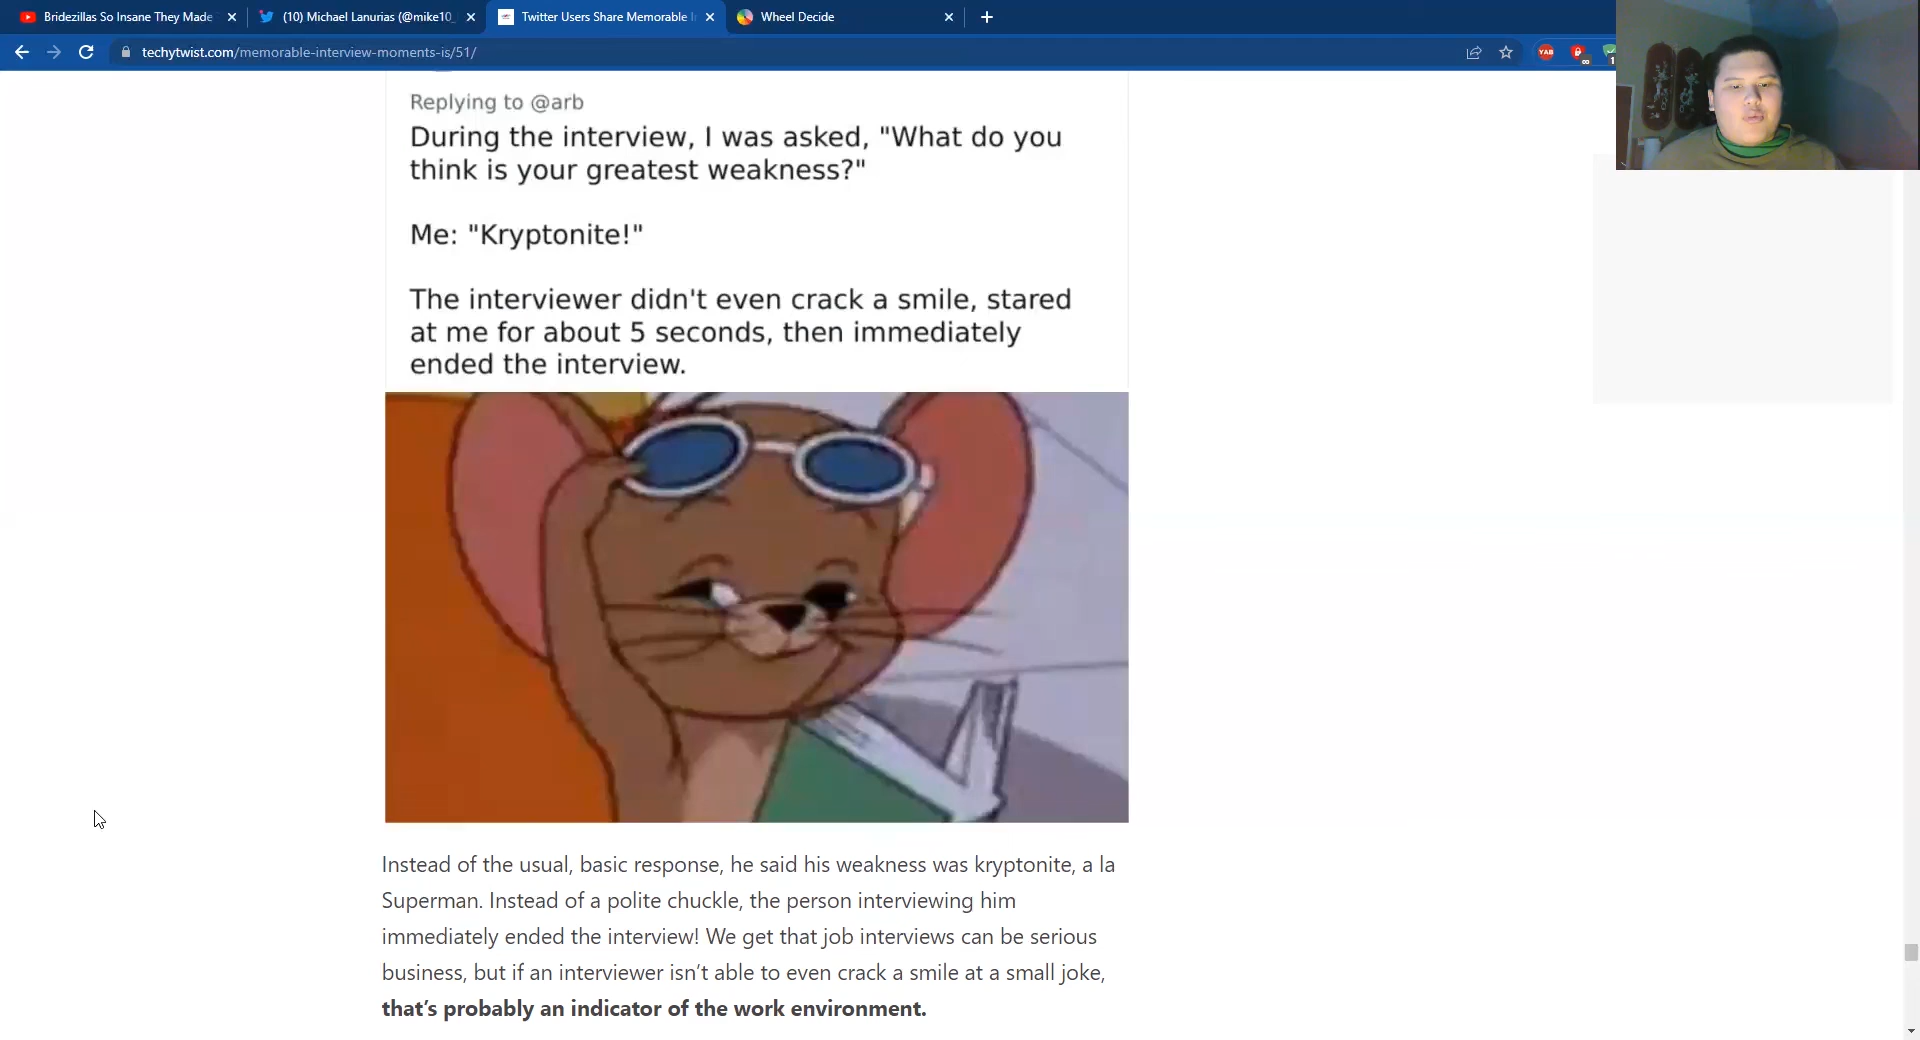 Bridezillas So Insane They Made
(10) Michael Lanurias (@mike10_
Twitter Users Share Memorable I
Wheel Decide
techytwist.com/memorable-interview-moments-is/51/
YAB
1
Replying to @arb
During the interview, I was asked, "What do you
think is your greatest weakness?"
Me: "Kryptonite!"
The interviewer didn't even crack a smile, stared
at me for about 5 seconds, then immediately
ended the interview.
Instead of the usual, basic response, he said his weakness was kryptonite, a la
Superman. Instead of a polite chuckle, the person interviewing him
immediately ended the interview! We get that job interviews can be serious
business, but if an interviewer isn’t able to even crack a smile at a small joke,
that’s probably an indicator of the work environment.